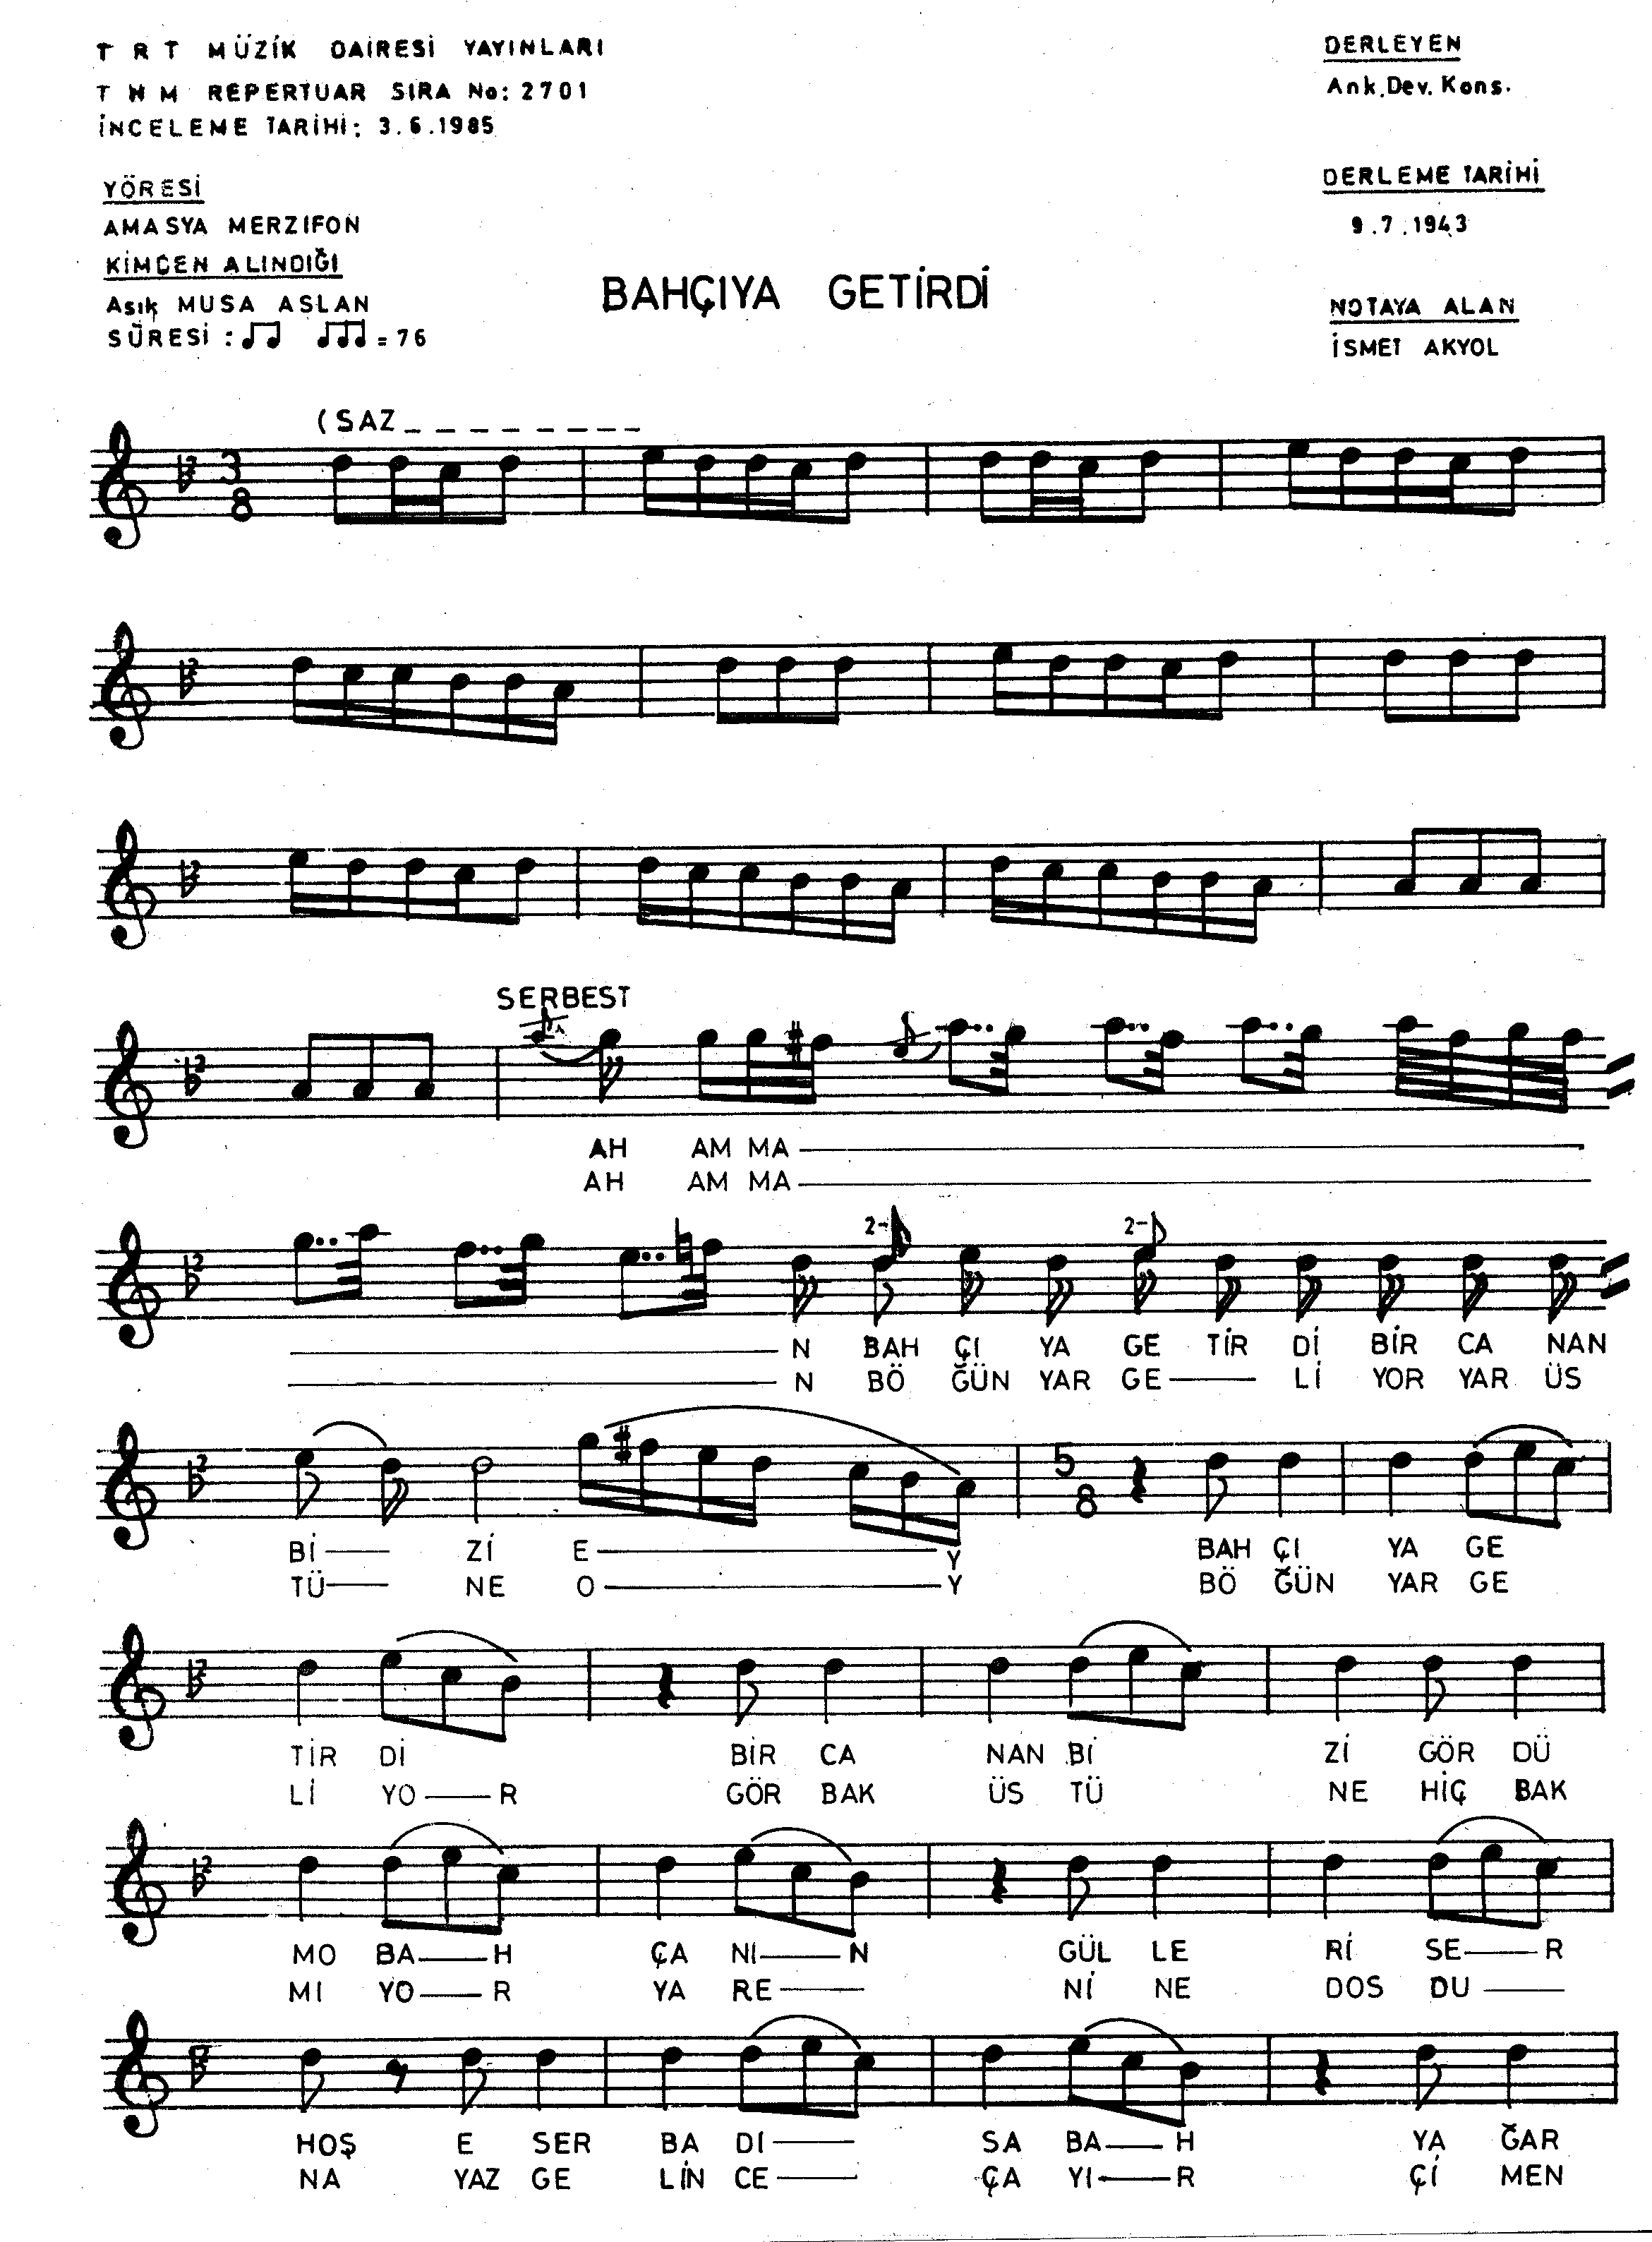 T R T MÜZİK DAİRESİ YAYINLARI
T H M REPERTUAR SIRA No: 2701
İNCELEME TARİHİ: 3.6.1985
DERLEYEN
Ank.Dev.Kons.
YÖRESİ
AMASYA MERZIFON
KİMDEN ALINDIĞI
Aşık MUSA ASLAN
SÜRESİ : = 76
DERLEME TARİHİ
9.7.1943
BAHÇIYA GETİRDİ
NOTAYA ALAN
İSMET AKYOL
(SAZ _ _ _ _ _ _ _ _
3
8
SERBEST
AH AM MA
AH AM MA
N BAH ÇI YA GE TİR Dİ BİR CA NAN
N BÖ ĞÜN YAR GE Lİ YOR YAR ÜS
5
8
Bİ Zİ E Y BAH ÇI YA GE
TÜ NE O Y BÖ ĞÜN YAR GE
TİR Dİ BİR CA NAN Bİ Zİ GÖR DÜ
Lİ YO R GÖR BAK ÜS TÜ NE HİÇ BAK
MO BA H ÇA NI N GÜL LE Rİ SE R
MI YO R YA RE Nİ NE DOS DU
HOŞ E SER BA DI SA BA H YA ĞAR
NA YAZ GE LİN CE ÇA YI R Çİ MEN